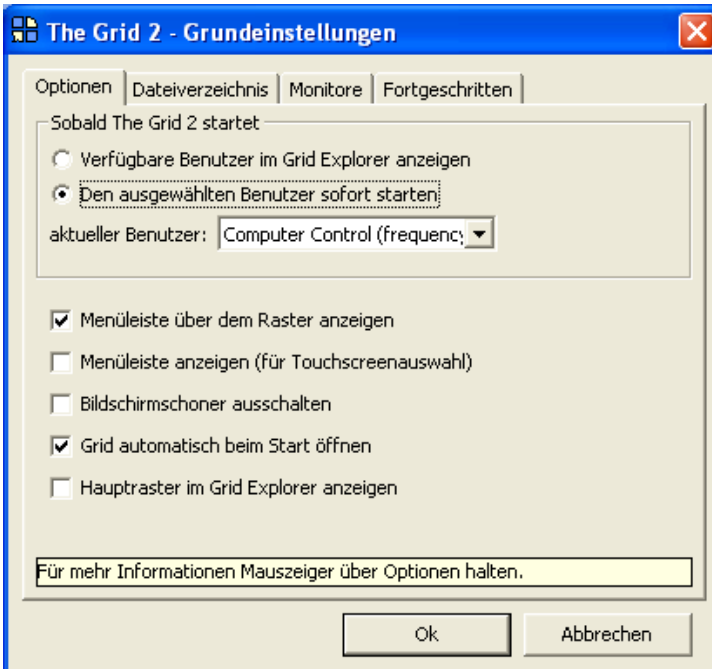 The Grid 2 - Grundeinstellungen
Optionen Dateiverzeichnis Monitore Fortgeschritten
Sobald The Grid 2 startet
Verfügbare Benutzer im Grid Explorer anzeigen
Den ausgewählten Benutzer sofort starten
aktueller Benutzer: Computer Control (frequency
Menüleiste über dem Raster anzeigen
Menüleiste anzeigen (für Touchscreenauswahl)
Bildschirmschoner ausschalten
Grid automatisch beim Start öffnen
Hauptraster im Grid Explorer anzeigen
Für mehr Informationen Mauszeiger über Optionen halten.
Ok Abbrechen